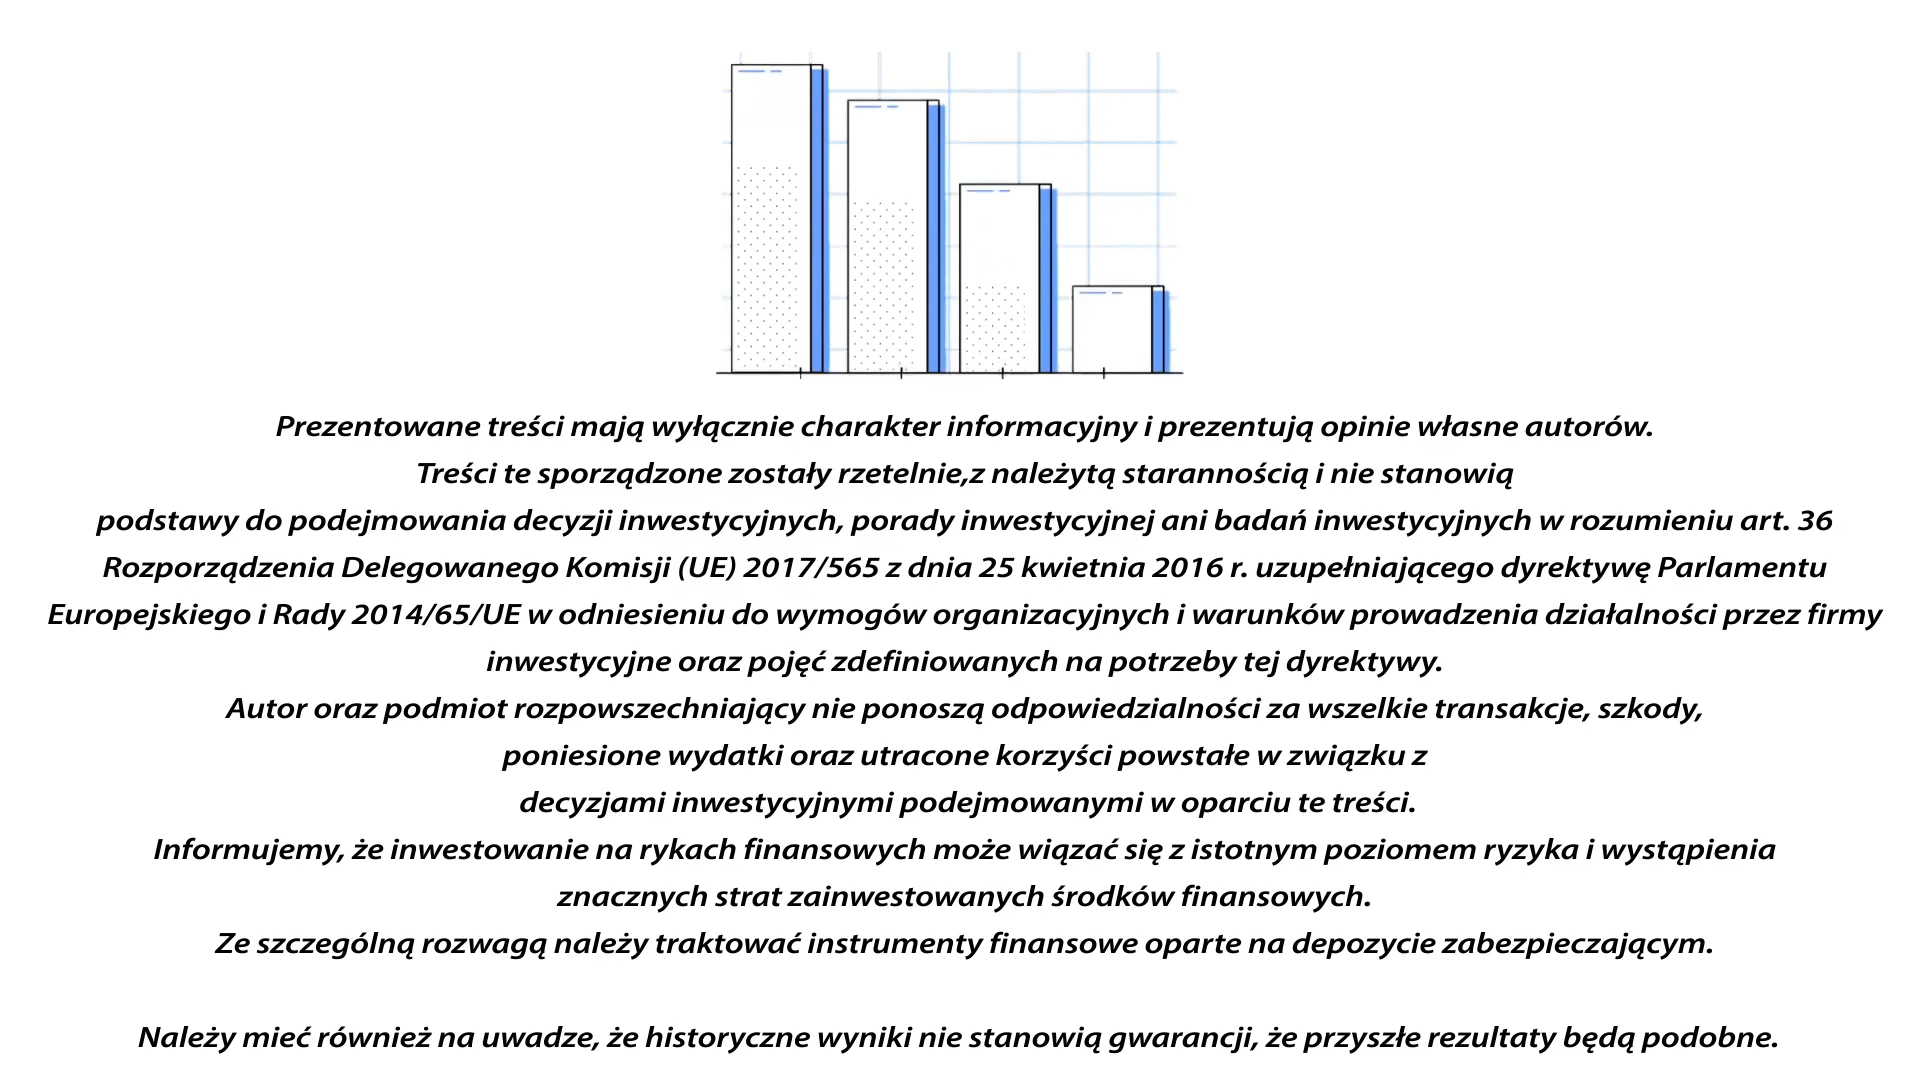 Prezentowane treści mają wyłącznie charakter informacyjny i prezentują opinie własne autorów.
Treści te sporządzone zostały rzetelnie,z należytą starannością i nie stanowią
podstawy do podejmowania decyzji inwestycyjnych, porady inwestycyjnej ani badań inwestycyjnych w rozumieniu art. 36
Rozporządzenia Delegowanego Komisji (UE) 2017/565 z dnia 25 kwietnia 2016 r. uzupełniającego dyrektywę Parlamentu
Europejskiego i Rady 2014/65/UE w odniesieniu do wymogów organizacyjnych i warunków prowadzenia działalności przez firmy
inwestycyjne oraz pojęć zdefiniowanych na potrzeby tej dyrektywy.
Autor oraz podmiot rozpowszechniający nie ponoszą odpowiedzialności za wszelkie transakcje, szkody,
poniesione wydatki oraz utracone korzyści powstałe w związku z
decyzjami inwestycyjnymi podejmowanymi w oparciu te treści.
Informujemy, że inwestowanie na rykach finansowych może wiązać się z istotnym poziomem ryzyka i wystąpienia
znacznych strat zainwestowanych środków finansowych.
Ze szczególną rozwagą należy traktować instrumenty finansowe oparte na depozycie zabezpieczającym.
Należy mieć również na uwadze, że historyczne wyniki nie stanowią gwarancji, że przyszłe rezultaty będą podobne.